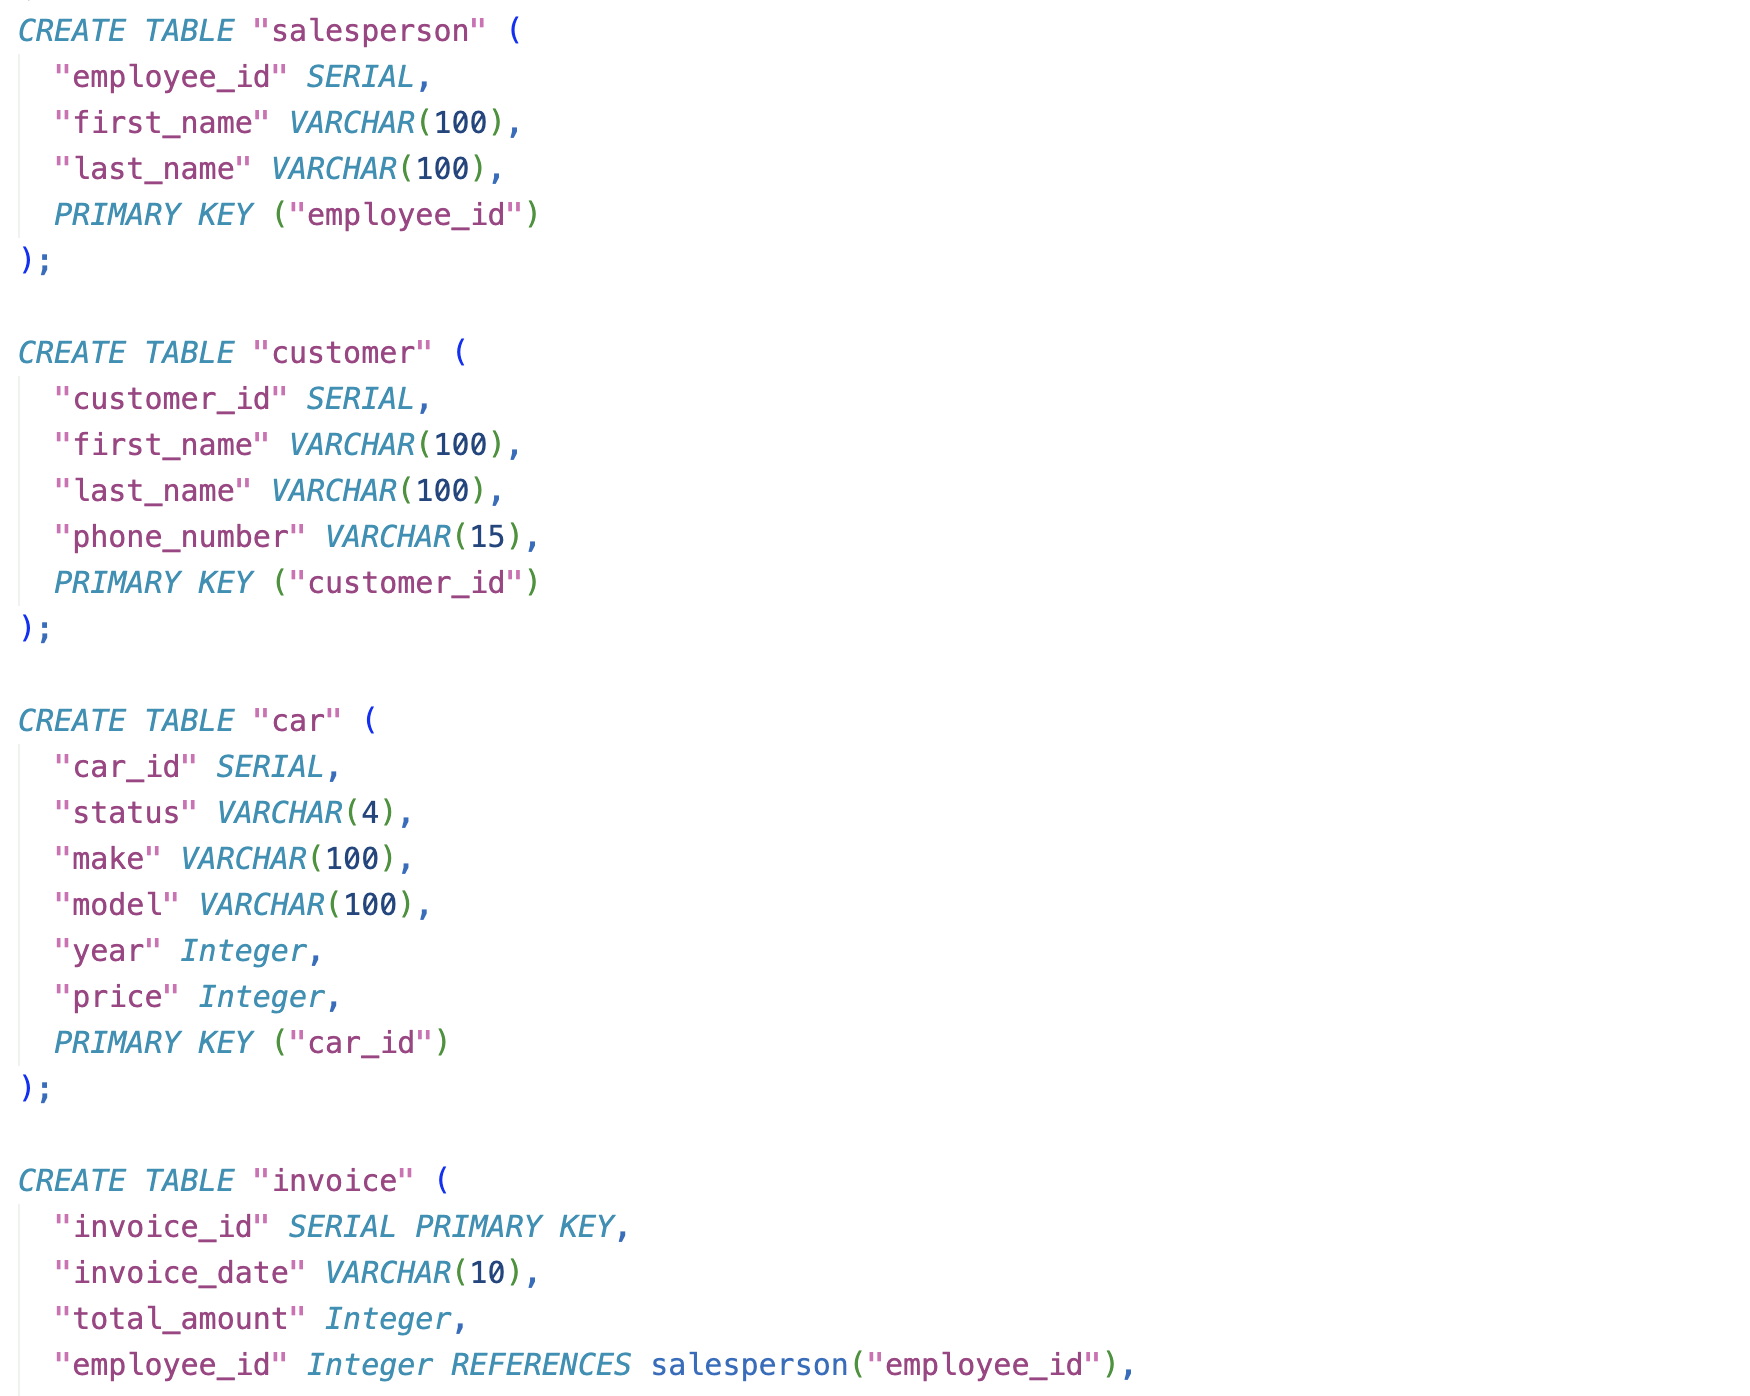 CREATE TABLE "salesperson" (
  "employee_id" SERIAL,
  "first_name" VARCHAR(100),
  "last_name" VARCHAR(100),
  PRIMARY KEY ("employee_id")
);

CREATE TABLE "customer" (
  "customer_id" SERIAL,
  "first_name" VARCHAR(100),
  "last_name" VARCHAR(100),
  "phone_number" VARCHAR(15),
  PRIMARY KEY ("customer_id")
);

CREATE TABLE "car" (
  "car_id" SERIAL,
  "status" VARCHAR(4),
  "make" VARCHAR(100),
  "model" VARCHAR(100),
  "year" Integer,
  "price" Integer,
  PRIMARY KEY ("car_id")
);

CREATE TABLE "invoice" (
  "invoice_id" SERIAL PRIMARY KEY,
  "invoice_date" VARCHAR(10),
  "total_amount" Integer,
  "employee_id" Integer REFERENCES salesperson("employee_id"),